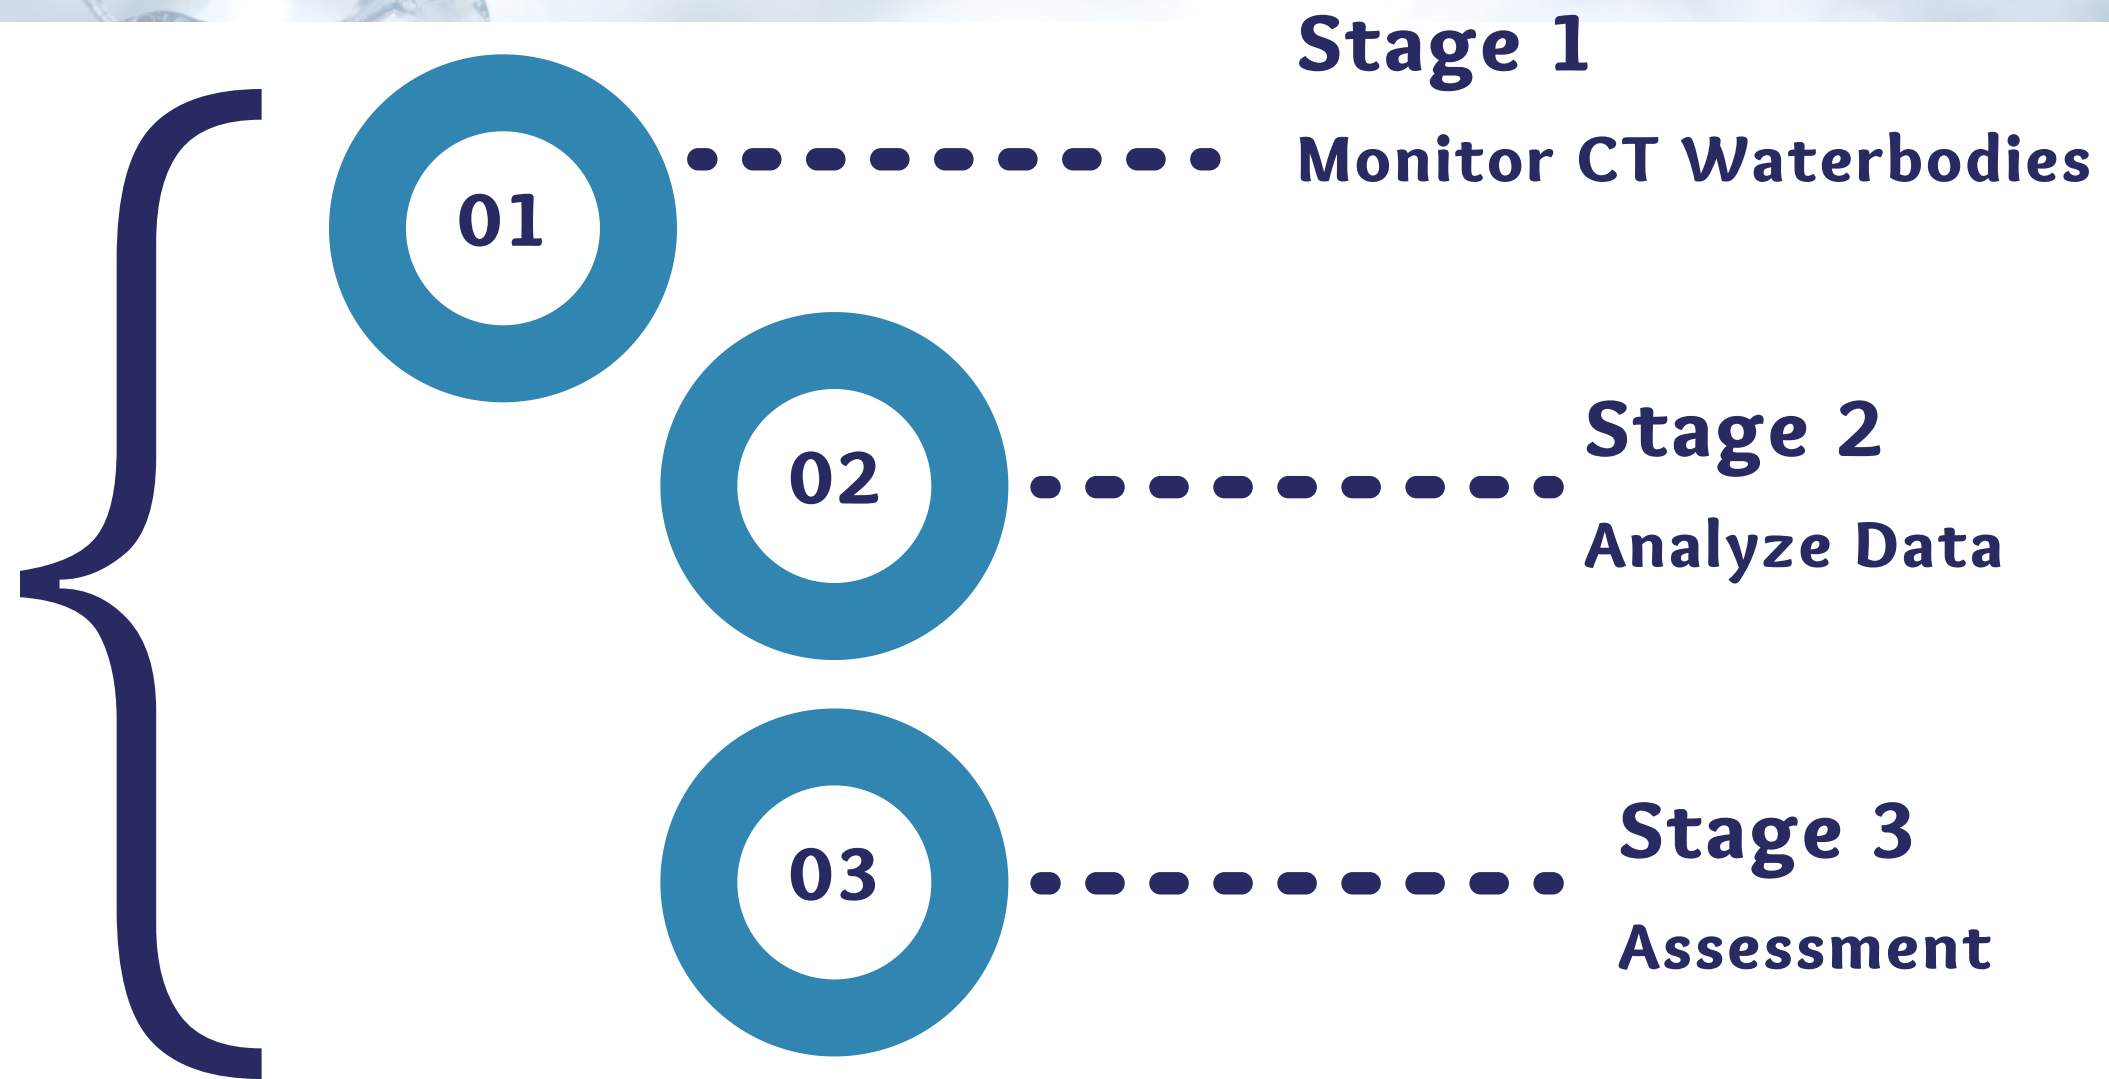 Stage 1
Monitor CT Waterbodies
01
Stage 2
Analyze Data
02
Stage 3
Assessment
03